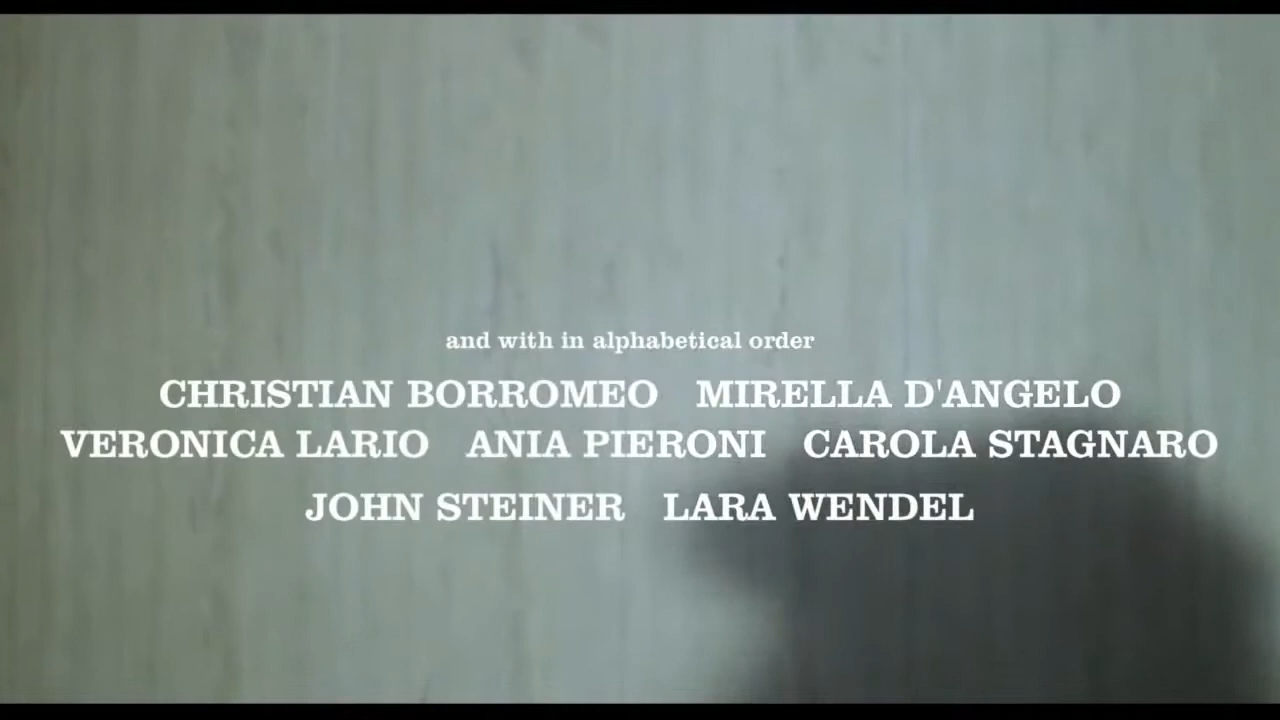 and with in alphabetical order
CHRISTIAN BORROMEO MIRELLA D'ANGELO
VERONICA LARIO ANIA PIERONI CAROLA STAGNARO
JOHN STEINER LARA WENDEL